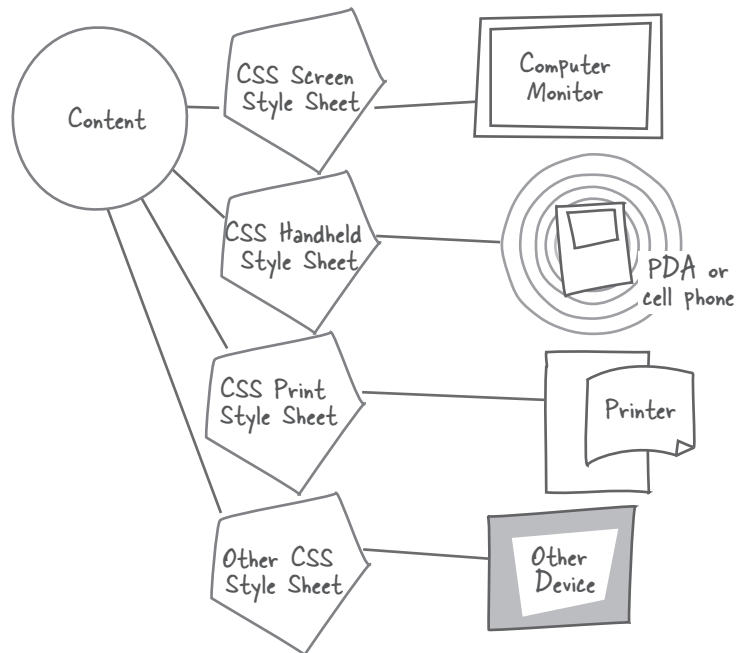 Content
CSS Screen
Style Sheet
Computer
Monitor
CSS Handheld
Style Sheet
PDA or
cell phone
CSS Print
Style Sheet
Printer
Other CSS
Style Sheet
Other
Device